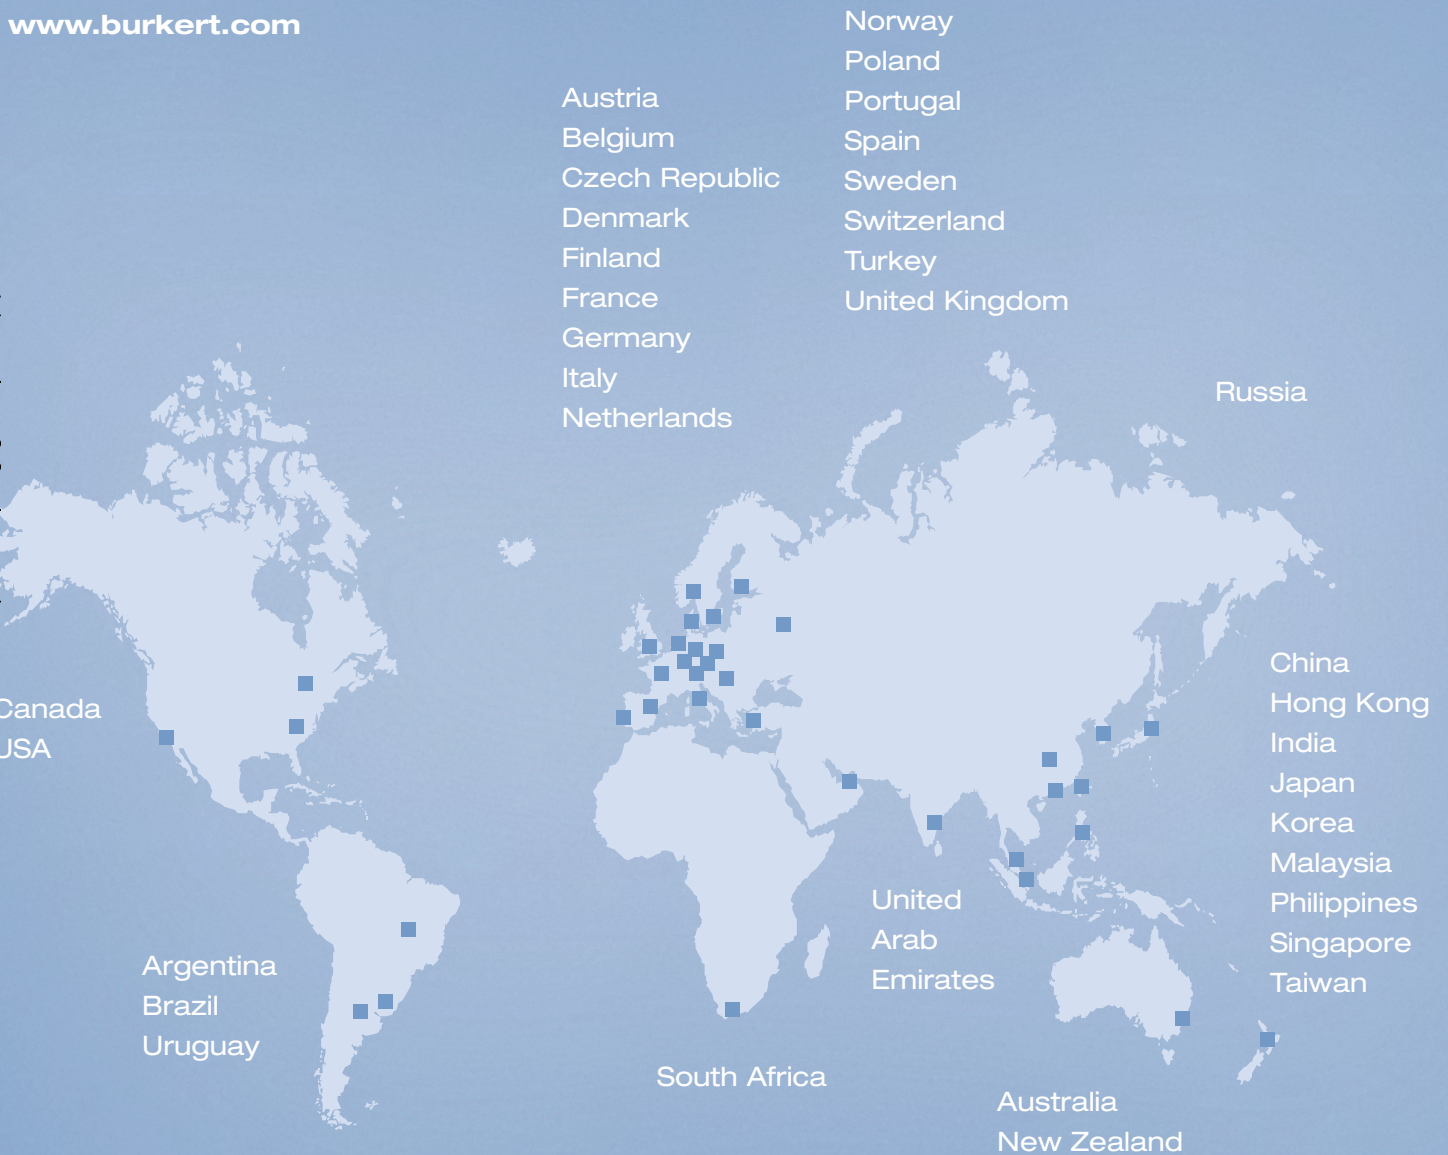 www.burkert.com
Austria
Belgium
Czech Republic
Denmark
Finland
France
Germany
Italy
Netherlands
Norway
Poland
Portugal
Spain
Sweden
Switzerland
Turkey
United Kingdom
Russia
Canada
USA
China
Hong Kong
India
Japan
Korea
Malaysia
Philippines
Singapore
Taiwan
United
Arab
Emirates
Argentina
Brazil
Uruguay
South Africa
Australia
New Zealand